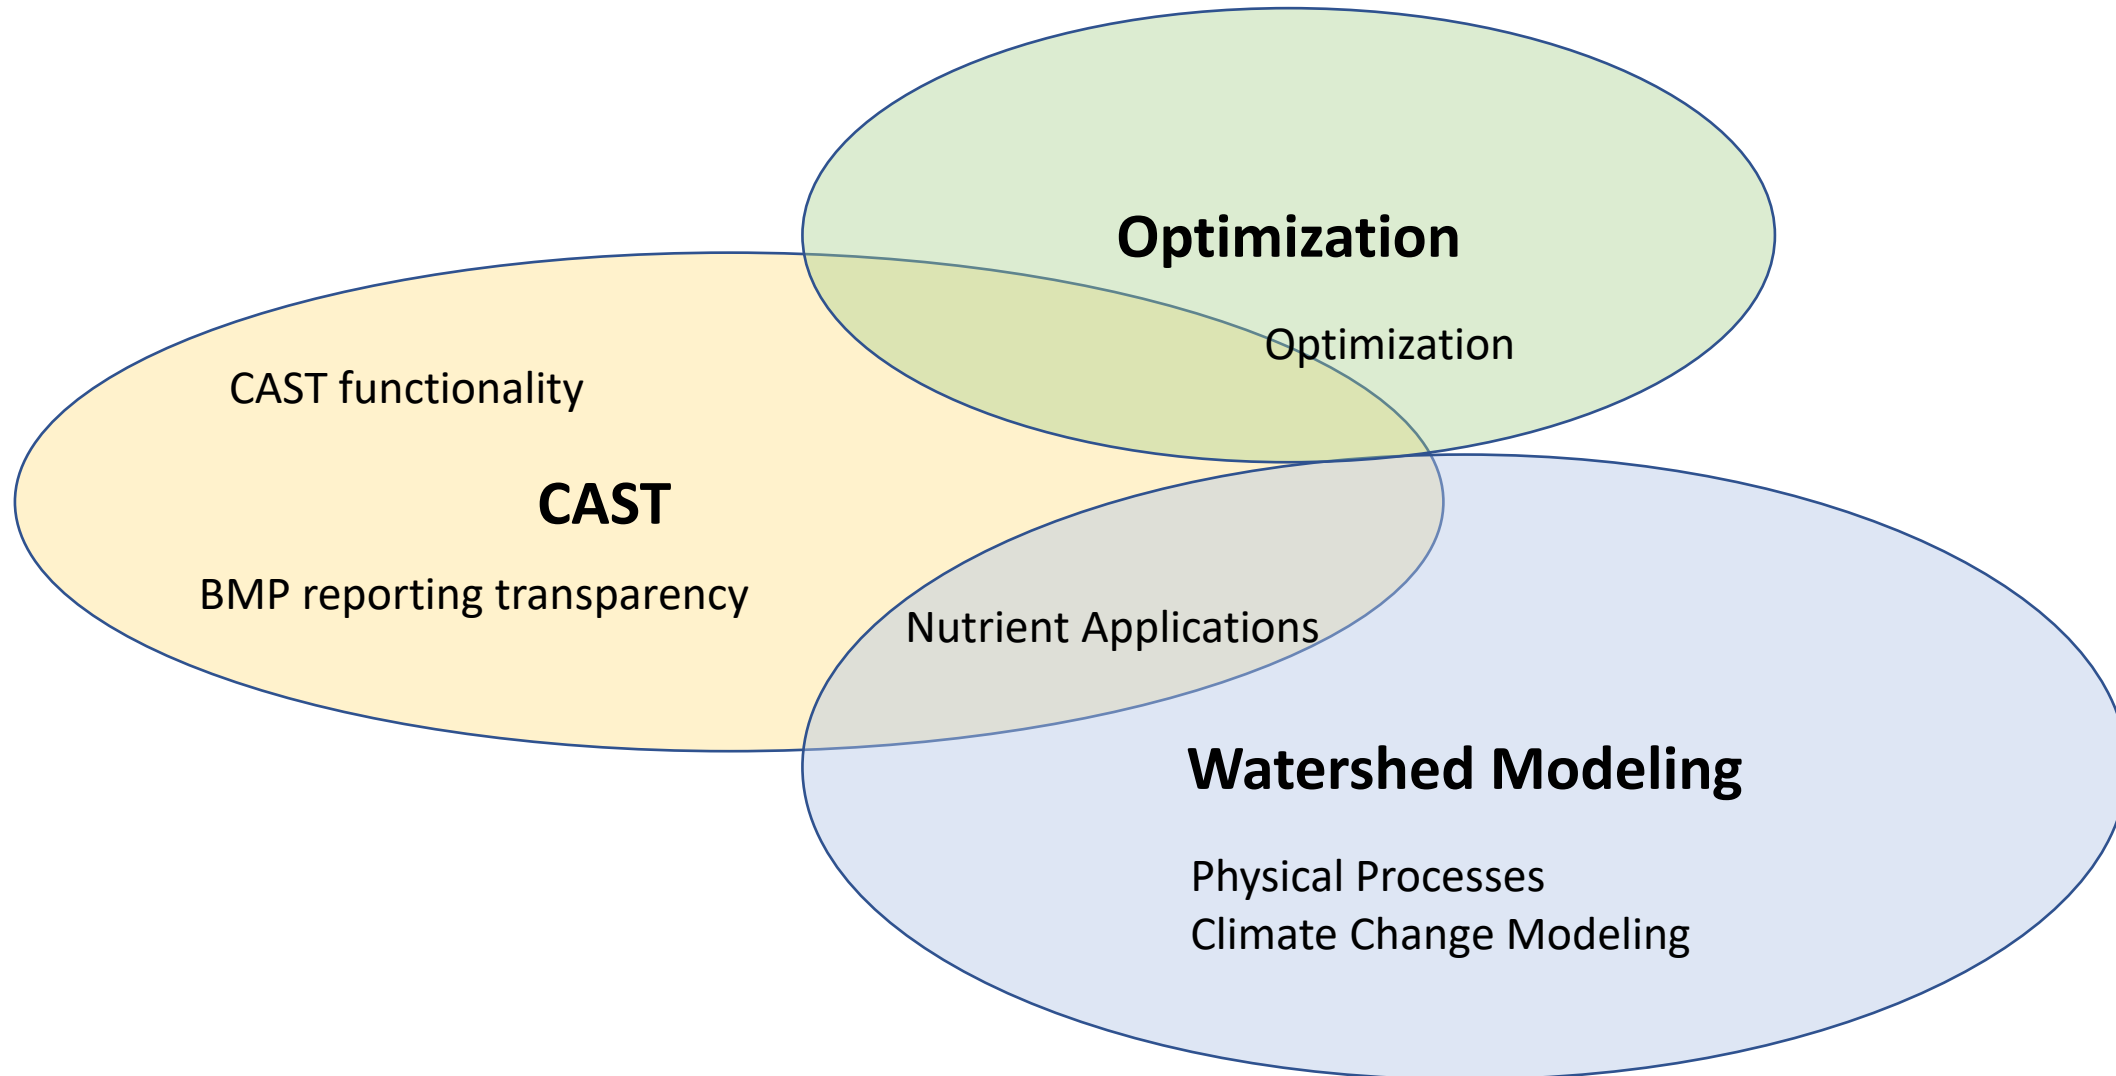 Optimization
Optimization
CAST functionality
CAST
BMP reporting transparency
Nutrient Applications
Watershed Modeling
Physical Processes
Climate Change Modeling